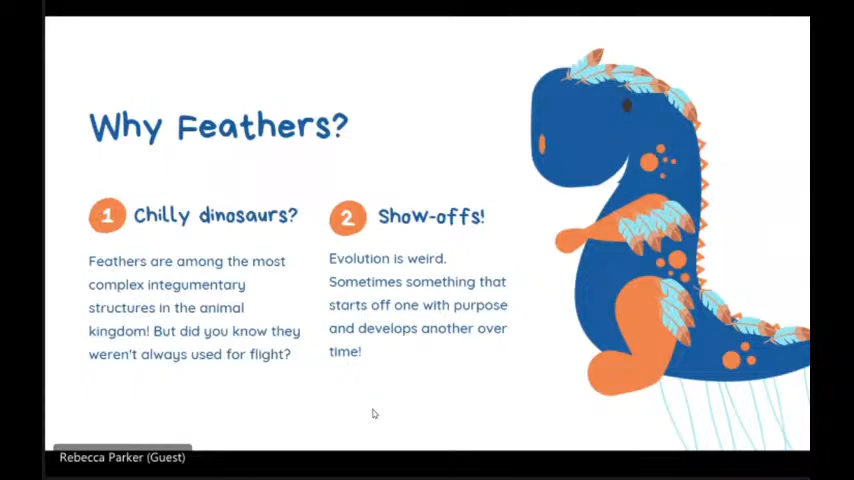 Why Feathers?
1 Chilly dinosaurs?
Feathers are among the most
complex integumentary
structures in the animal
kingdom! But did you know they
weren't always used for flight?
2 Show-offs!
Evolution is weird.
Sometimes something that
starts off one with purpose
and develops another over
time!
Rebecca Parker (Guest)